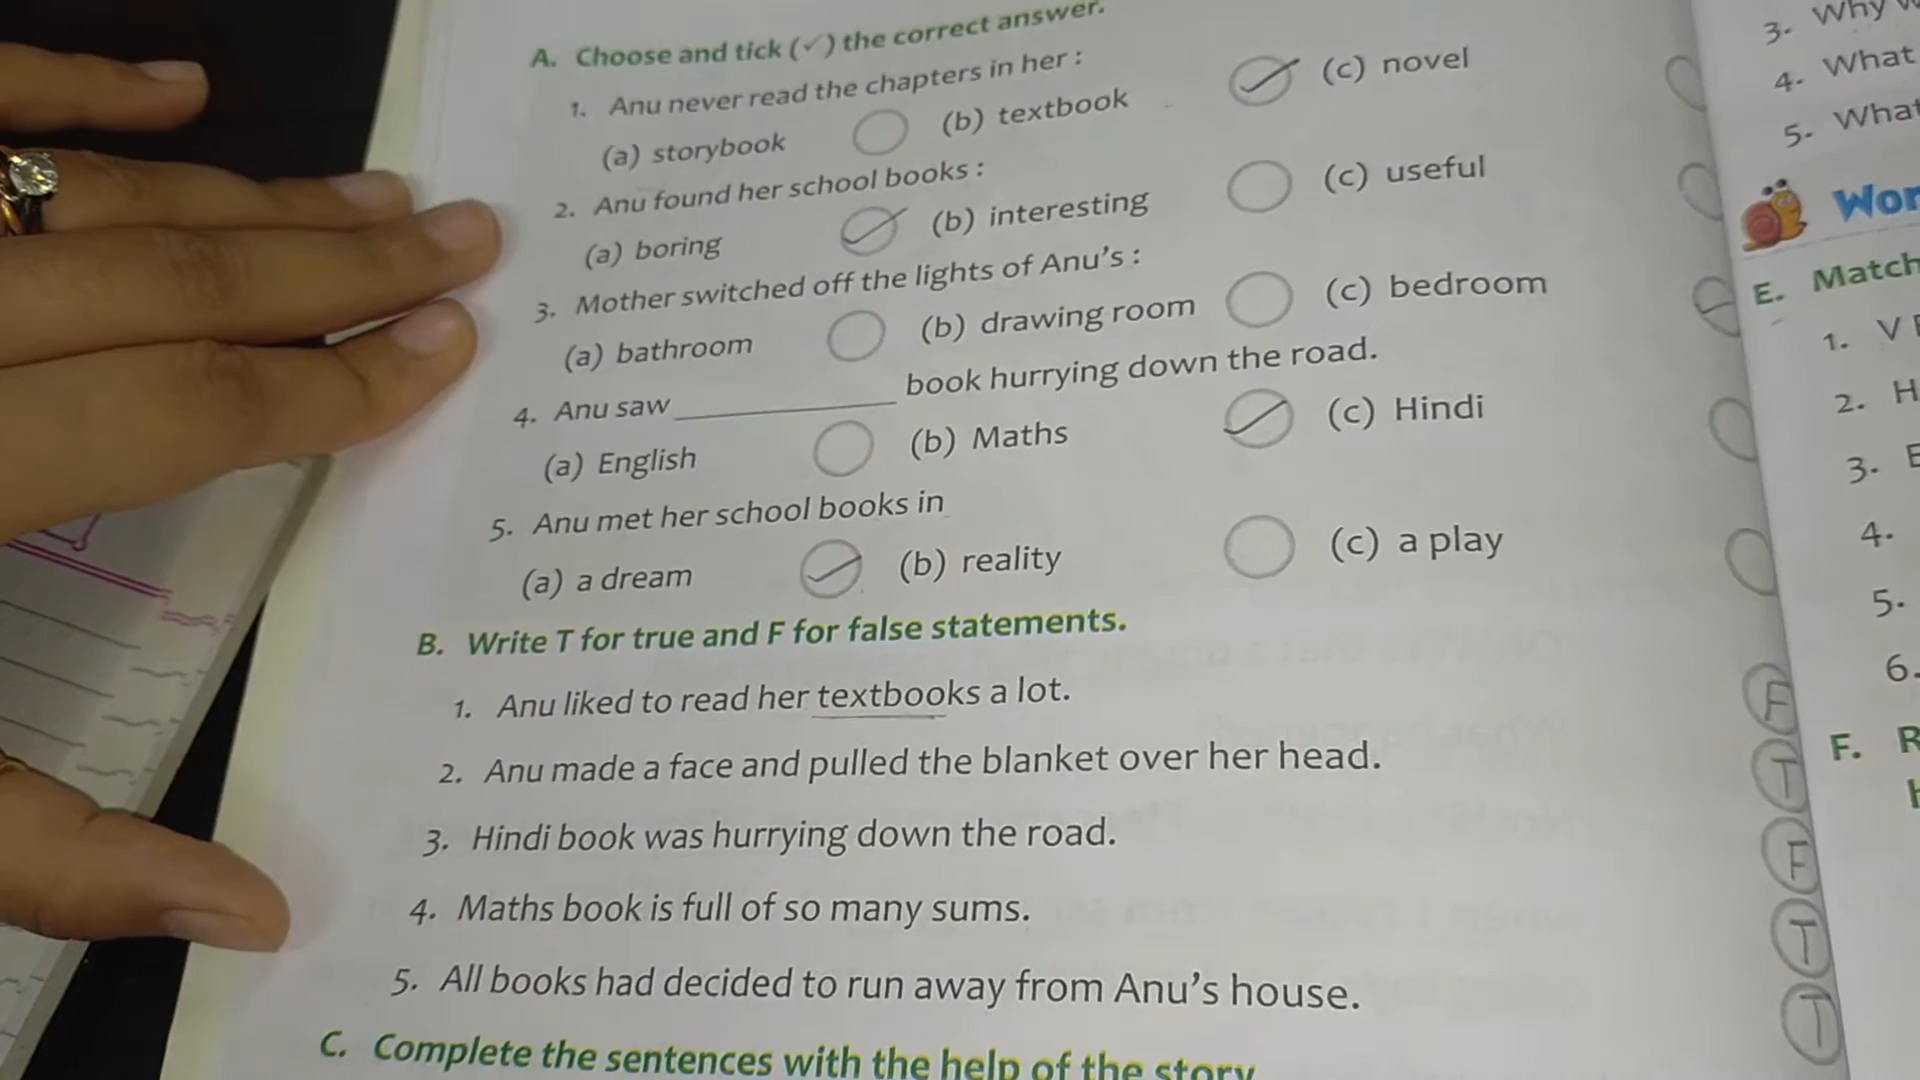 A. Choose and tick (✓) the correct answer.
1. Anu never read the chapters in her :
(a) storybook (b) textbook ✓ (c) novel
2. Anu found her school books :
(a) boring ✓ (b) interesting (c) useful
3. Mother switched off the lights of Anu's :
(a) bathroom (b) drawing room (c) bedroom
4. Anu saw ____________ book hurrying down the road.
(a) English (b) Maths ✓ (c) Hindi
5. Anu met her school books in
(a) a dream ✓ (b) reality (c) a play
B. Write T for true and F for false statements.
1. Anu liked to read her textbooks a lot. F
2. Anu made a face and pulled the blanket over her head. T
3. Hindi book was hurrying down the road. F
4. Maths book is full of so many sums. T
5. All books had decided to run away from Anu's house. T
C. Complete the sentences with the help of the story
3. Why
4. What
5. What
E. Match
1. V
2. H
3. E
4.
5.
6.
F.